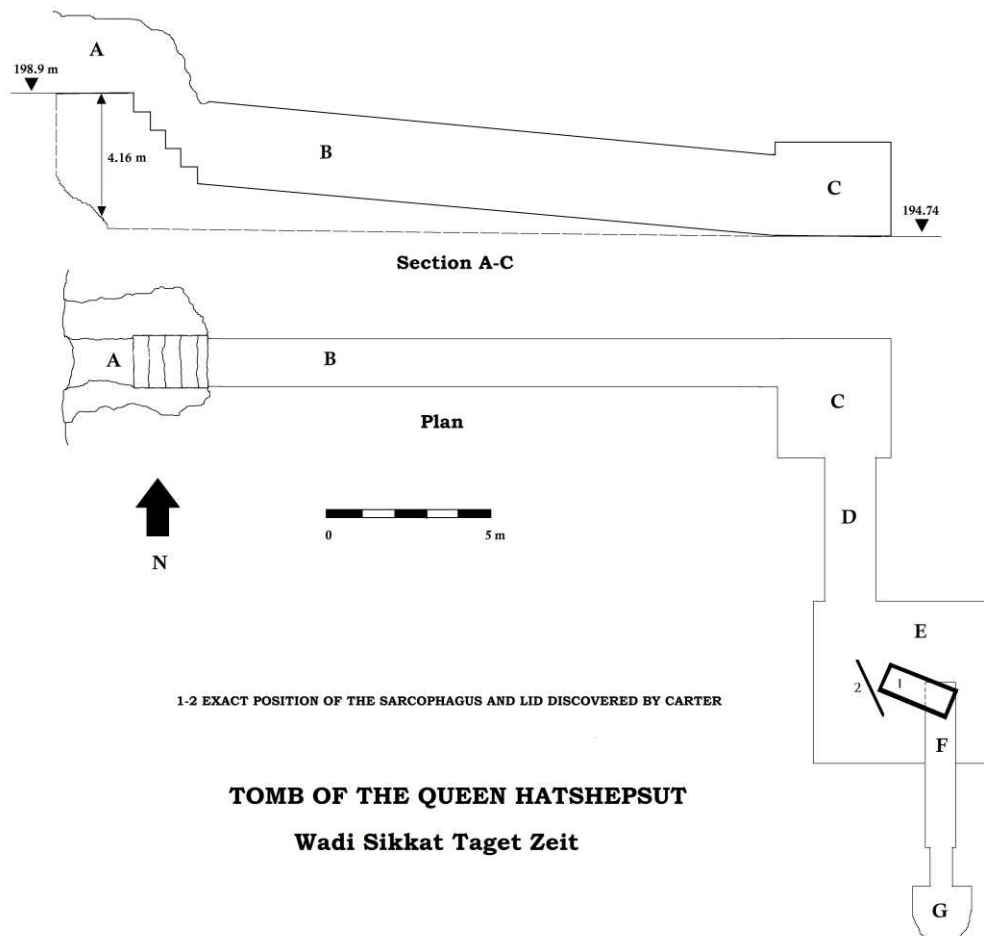 A
198.9 m
4.16 m
B
C
194.74
Section A-C
A
B
C
Plan
D
N
0
5 m
E
2
1
1-2 EXACT POSITION OF THE SARCOPHAGUS AND LID DISCOVERED BY CARTER
F
TOMB OF THE QUEEN HATSHEPSUT
Wadi Sikkat Taget Zeit
G